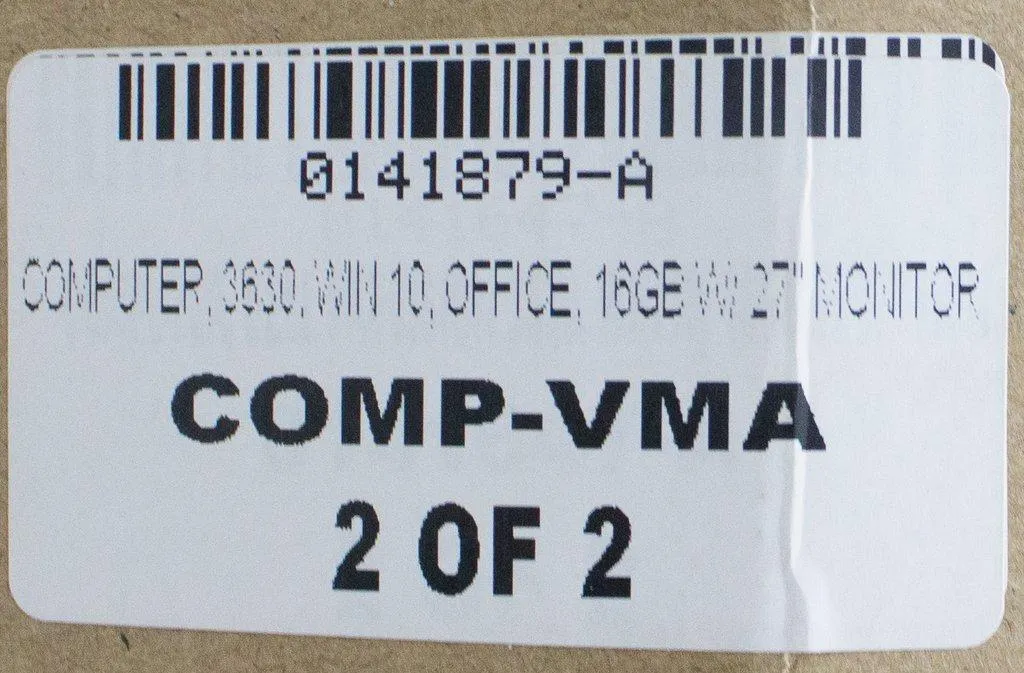 0141879-A
COMPUTER, 3630, WIN 10, OFFICE, 16GB W/ 27" MONITOR
COMP-VMA
2 OF 2